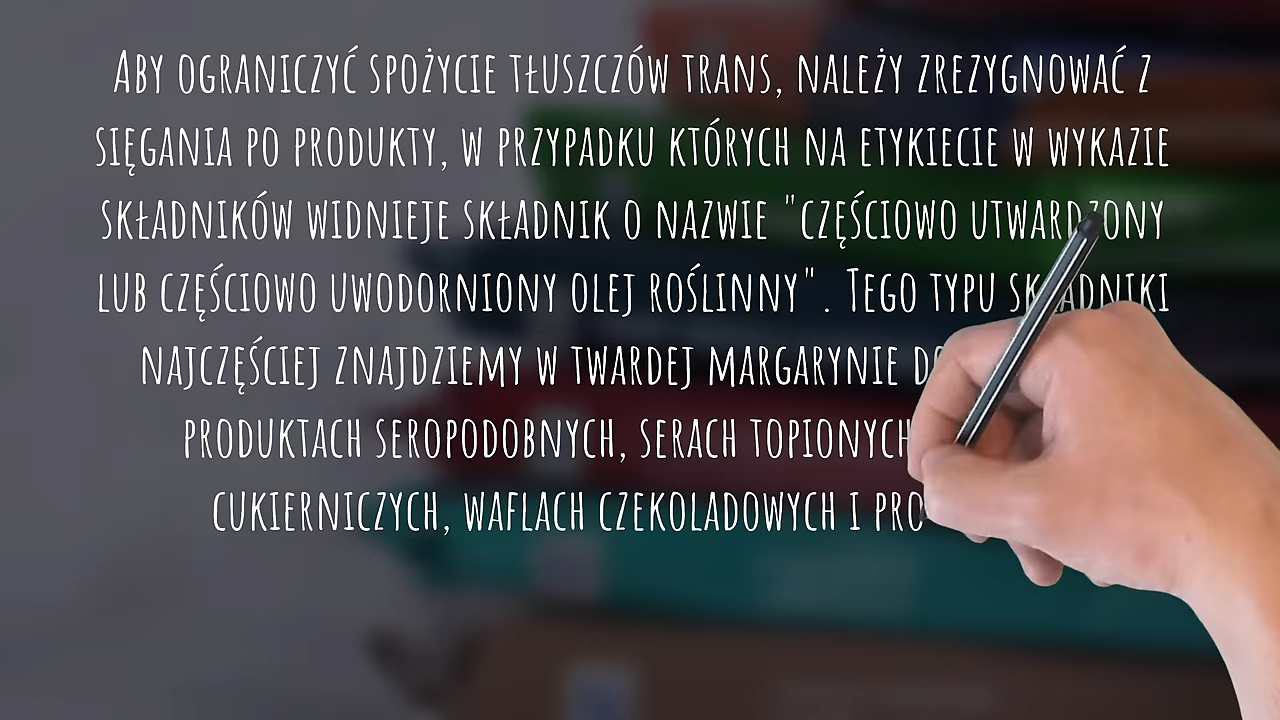 Aby ograniczyć spożycie tłuszczów trans, należy zrezygnować z
sięgania po produkty, w przypadku których na etykiecie w wykazie
składników widnieje składnik o nazwie "częściowo utwardzony
lub częściowo uwodorniony olej roślinny". Tego typu składniki
najczęściej znajdziemy w twardej margarynie
produktach seropodobnych, serach topionych
cukierniczych, waflach czekoladowych i